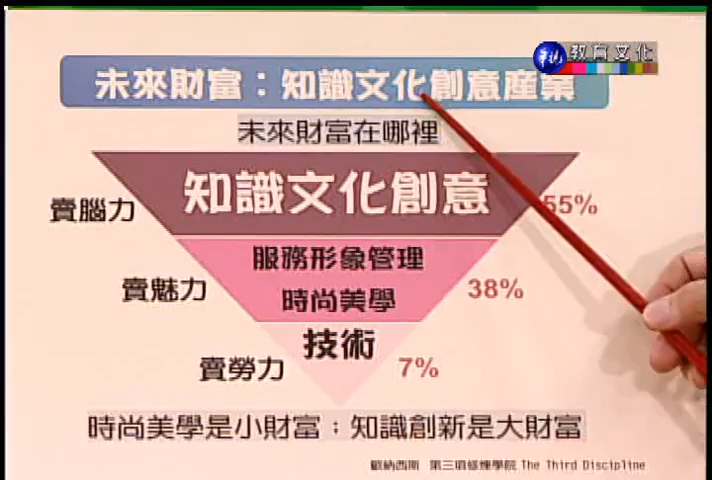 華視 教育文化
未來財富：知識文化創意產業
未來財富在哪裡
知識文化創意
賣腦力 55%
服務形象管理
賣魅力 38%
時尚美學
技術
賣勞力 7%
時尚美學是小財富；知識創新是大財富
歐納西斯 第三項修煉學院 The Third Discipline